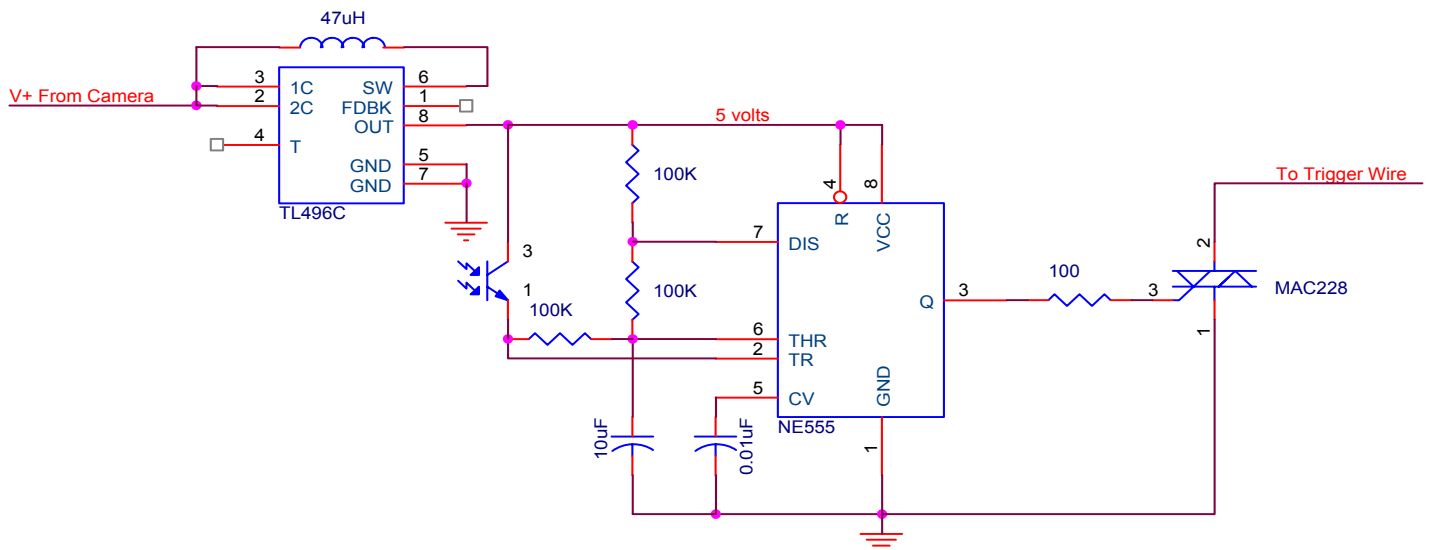 47uH
V+ From Camera
3
1C
SW
6
2
2C
FDBK
1
OUT
8
4
T
GND
5
GND
7
TL496C
5 volts
100K
To Trigger Wire
4
8
R
VCC
7
DIS
2
3
1
100K
100K
100
3
Q
3
MAC228
1
6
THR
2
TR
5
CV
GND
NE555
10uF
0.01uF
1